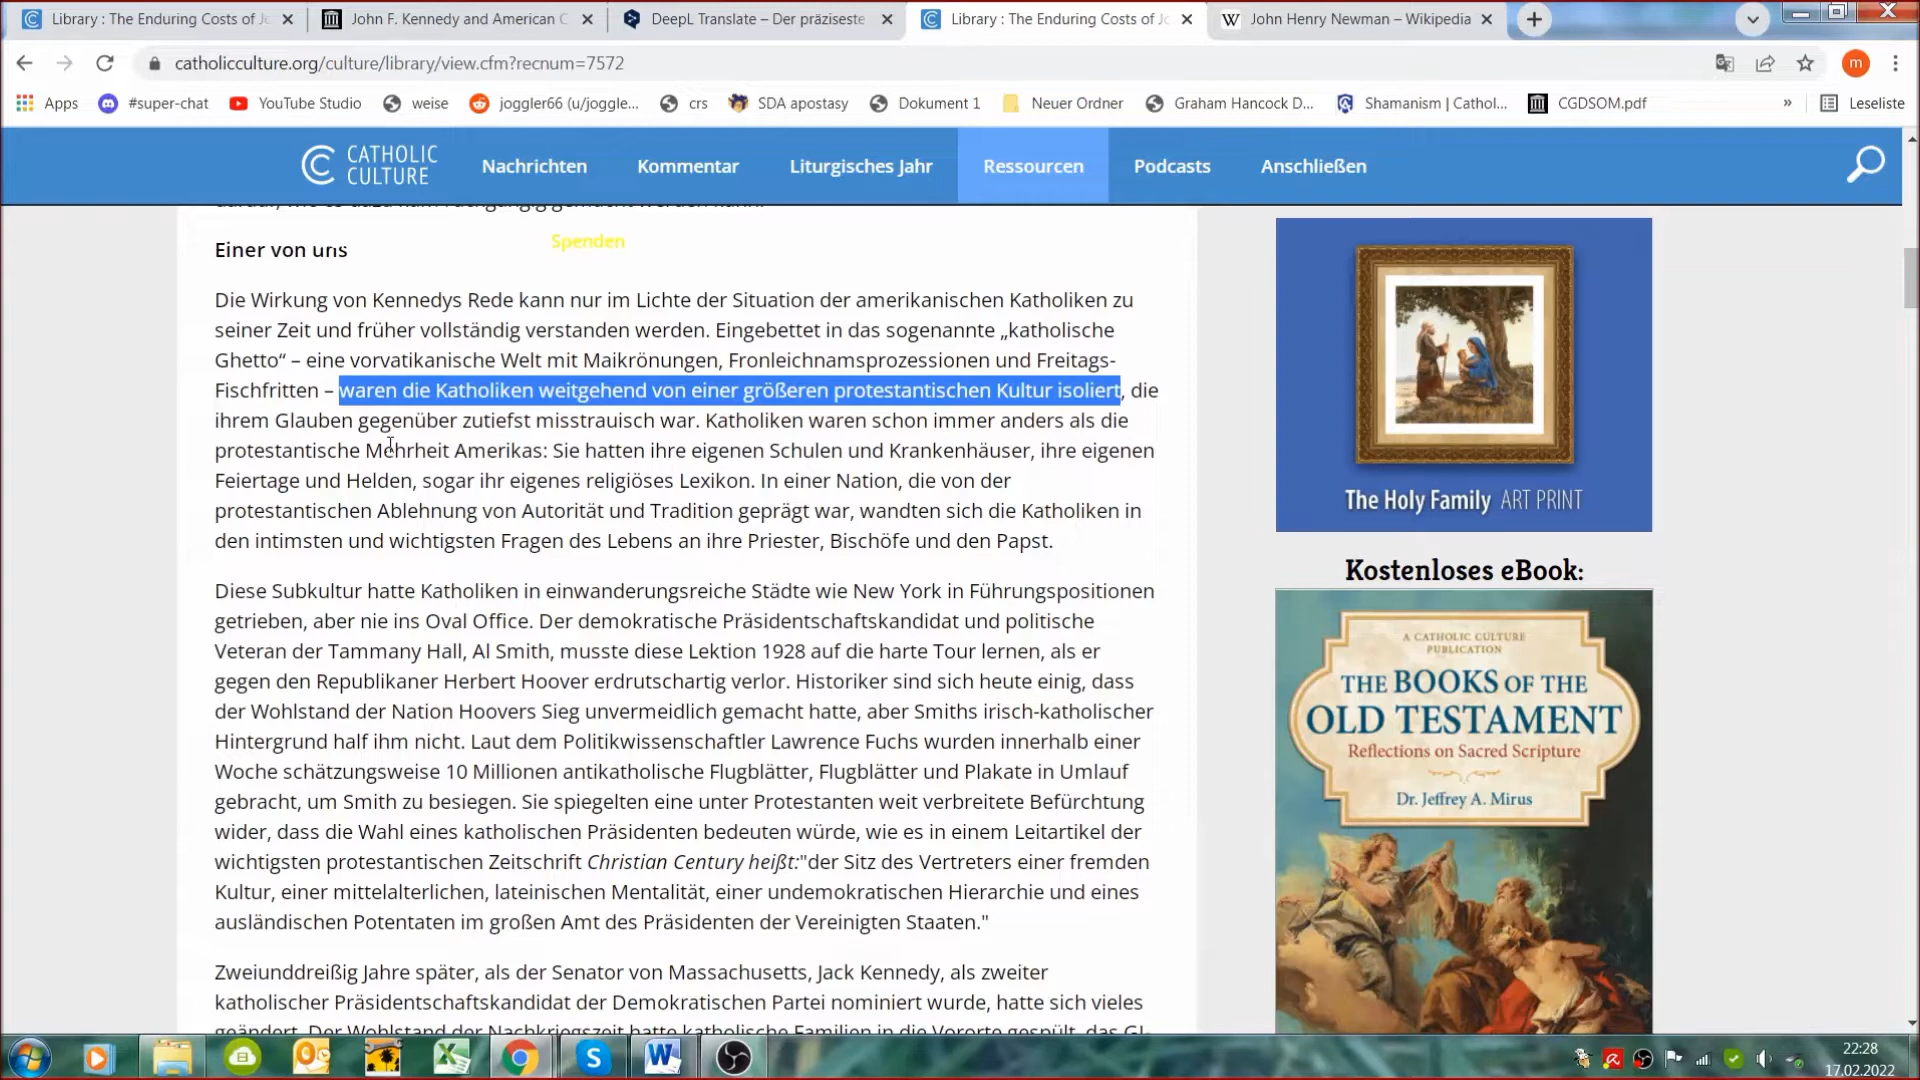 Library : The Enduring Costs of Jo
John F. Kennedy and American C
DeepL Translate – Der präziseste
Library : The Enduring Costs of Jo
John Henry Newman – Wikipedia
catholicculture.org/culture/library/view.cfm?recnum=7572
m
Apps
#super-chat
YouTube Studio
weise
joggler66 (u/joggle...
crs
SDA apostasy
Dokument 1
Neuer Ordner
Graham Hancock D...
Shamanism | Cathol...
CGDSOM.pdf
»
Leseliste
CATHOLIC
CULTURE
Nachrichten
Kommentar
Liturgisches Jahr
Ressourcen
Podcasts
Anschließen
Spenden
Einer von uns
Die Wirkung von Kennedys Rede kann nur im Lichte der Situation der amerikanischen Katholiken zu
seiner Zeit und früher vollständig verstanden werden. Eingebettet in das sogenannte „katholische
Ghetto“ – eine vorvatikanische Welt mit Maikrönungen, Fronleichnamsprozessionen und Freitags-
Fischfritten – waren die Katholiken weitgehend von einer größeren protestantischen Kultur isoliert, die
ihrem Glauben gegenüber zutiefst misstrauisch war. Katholiken waren schon immer anders als die
protestantische Mehrheit Amerikas: Sie hatten ihre eigenen Schulen und Krankenhäuser, ihre eigenen
Feiertage und Helden, sogar ihr eigenes religiöses Lexikon. In einer Nation, die von der
protestantischen Ablehnung von Autorität und Tradition geprägt war, wandten sich die Katholiken in
den intimsten und wichtigsten Fragen des Lebens an ihre Priester, Bischöfe und den Papst.
Diese Subkultur hatte Katholiken in einwanderungsreiche Städte wie New York in Führungspositionen
getrieben, aber nie ins Oval Office. Der demokratische Präsidentschaftskandidat und politische
Veteran der Tammany Hall, Al Smith, musste diese Lektion 1928 auf die harte Tour lernen, als er
gegen den Republikaner Herbert Hoover erdrutschartig verlor. Historiker sind sich heute einig, dass
der Wohlstand der Nation Hoovers Sieg unvermeidlich gemacht hatte, aber Smiths irisch-katholischer
Hintergrund half ihm nicht. Laut dem Politikwissenschaftler Lawrence Fuchs wurden innerhalb einer
Woche schätzungsweise 10 Millionen antikatholische Flugblätter, Flugblätter und Plakate in Umlauf
gebracht, um Smith zu besiegen. Sie spiegelten eine unter Protestanten weit verbreitete Befürchtung
wider, dass die Wahl eines katholischen Präsidenten bedeuten würde, wie es in einem Leitartikel der
wichtigsten protestantischen Zeitschrift Christian Century heißt:"der Sitz des Vertreters einer fremden
Kultur, einer mittelalterlichen, lateinischen Mentalität, einer undemokratischen Hierarchie und eines
ausländischen Potentaten im großen Amt des Präsidenten der Vereinigten Staaten."
Zweiunddreißig Jahre später, als der Senator von Massachusetts, Jack Kennedy, als zweiter
katholischer Präsidentschaftskandidat der Demokratischen Partei nominiert wurde, hatte sich vieles
geändert. Der Wohlstand der Nachkriegszeit hatte katholische Familien in die Vororte gespült, das GI-
The Holy Family ART PRINT
Kostenloses eBook:
A CATHOLIC CULTURE
PUBLICATION
THE BOOKS OF THE
OLD TESTAMENT
Reflections on Sacred Scripture
Dr. Jeffrey A. Mirus
22:28
17.02.2022